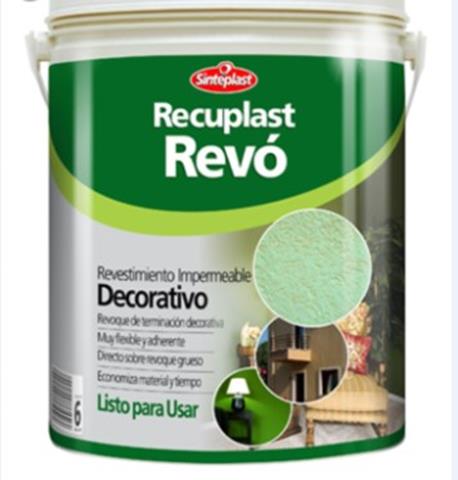 Sinteplast
Recuplast
Revó
Revestimiento Impermeable
Decorativo
Revoque de terminación decorativa
Muy flexible y adherente
Directo sobre revoque grueso
Economiza material y tiempo
Listo para Usar
6